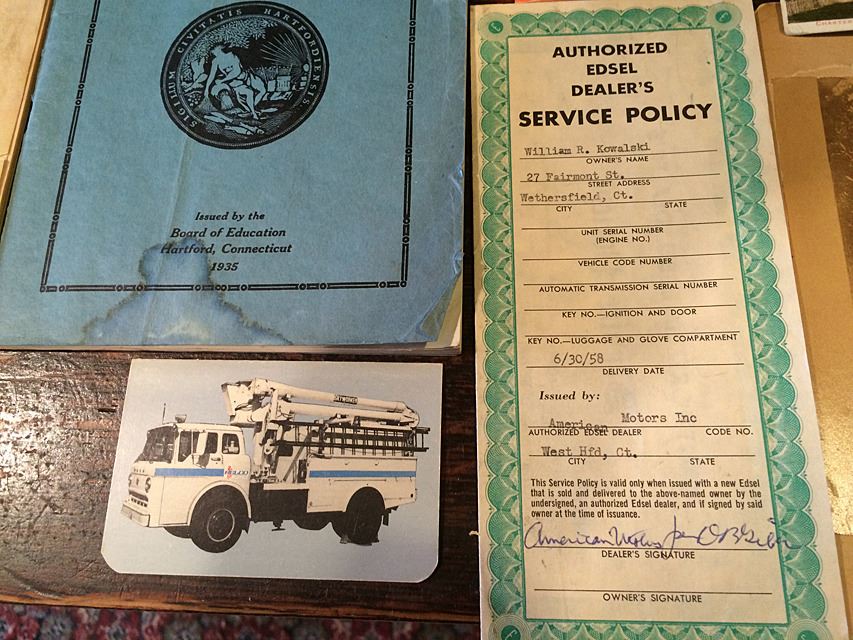 SIGILLUM CIVITATIS HARTFORDIENSIS
Issued by the
Board of Education
Hartford, Connecticut
1935
SKYWORKER
HELCO
AUTHORIZED
EDSEL
DEALER'S
SERVICE POLICY
William R. Kowalski
OWNER'S NAME
27 Fairmont St.
STREET ADDRESS
Wethersfield, Ct.
CITY STATE
UNIT SERIAL NUMBER
(ENGINE NO.)
VEHICLE CODE NUMBER
AUTOMATIC TRANSMISSION SERIAL NUMBER
KEY NO.—IGNITION AND DOOR
KEY NO.—LUGGAGE AND GLOVE COMPARTMENT
6/30/58
DELIVERY DATE
Issued by:
American Motors Inc
AUTHORIZED EDSEL DEALER CODE NO.
West Hfd, Ct.
CITY STATE
This Service Policy is valid only when issued with a new Edsel
that is sold and delivered to the above-named owner by the
undersigned, an authorized Edsel dealer, and if signed by said
owner at the time of issuance.
American Motors
DEALER'S SIGNATURE
OWNER'S SIGNATURE